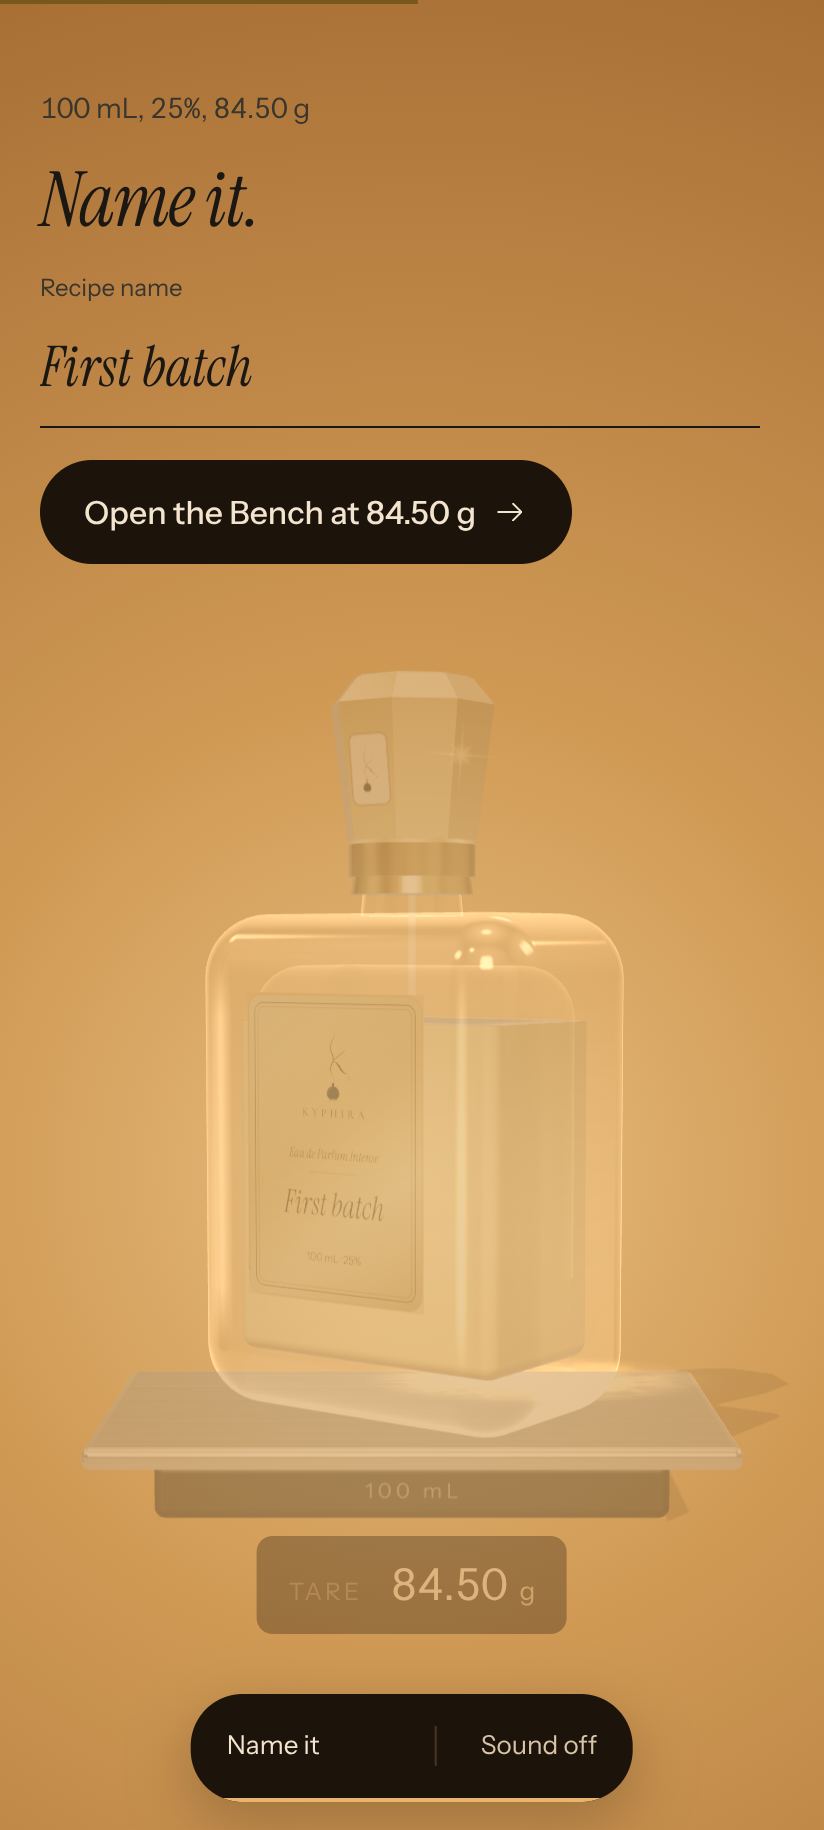 100 mL, 25%, 84.50 g
Name it.
Recipe name
First batch
Open the Bench at 84.50 g →
KYPHIRA
Eau de Parfum Intense
First batch
100 mL · 25%
100 mL
TARE 84.50 g
Name it
Sound off